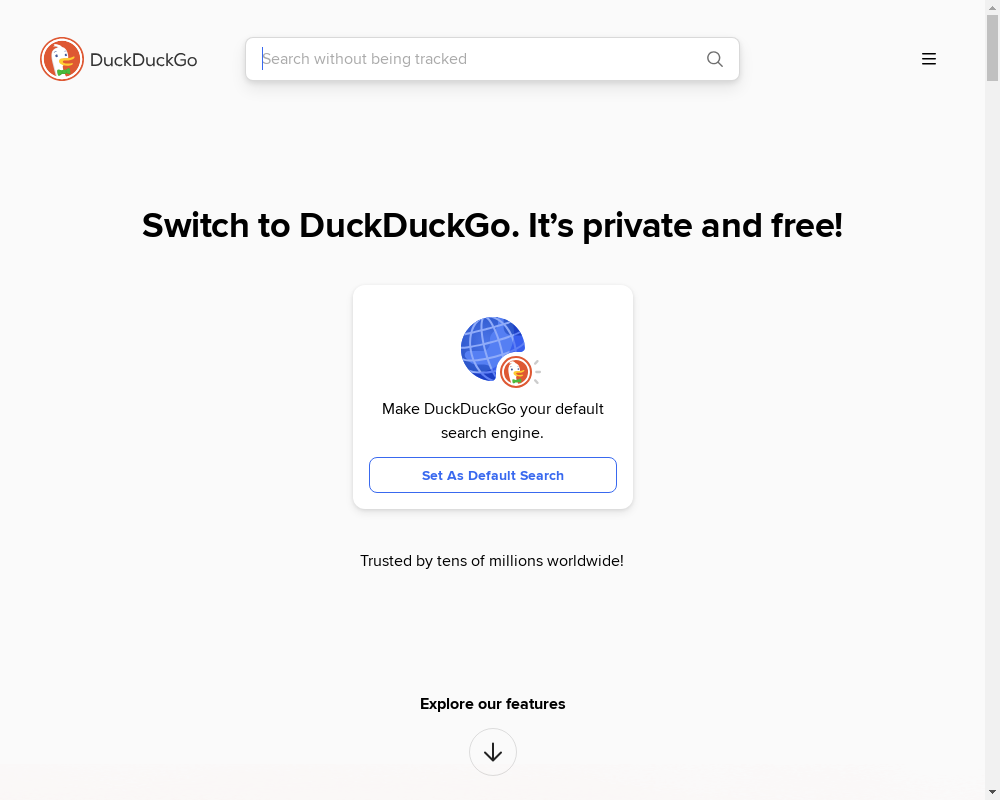 DuckDuckGo
Search without being tracked
Switch to DuckDuckGo. It’s private and free!
Make DuckDuckGo your default
search engine.
Set As Default Search
Trusted by tens of millions worldwide!
Explore our features